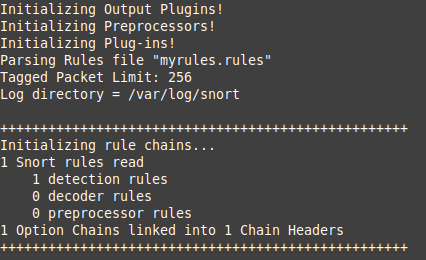 Initializing Output Plugins!
Initializing Preprocessors!
Initializing Plug-ins!
Parsing Rules file "myrules.rules"
Tagged Packet Limit: 256
Log directory = /var/log/snort
+++++++++++++++++++++++++++++++++++++++++++++++++++
Initializing rule chains...
1 Snort rules read
    1 detection rules
    0 decoder rules
    0 preprocessor rules
1 Option Chains linked into 1 Chain Headers
+++++++++++++++++++++++++++++++++++++++++++++++++++